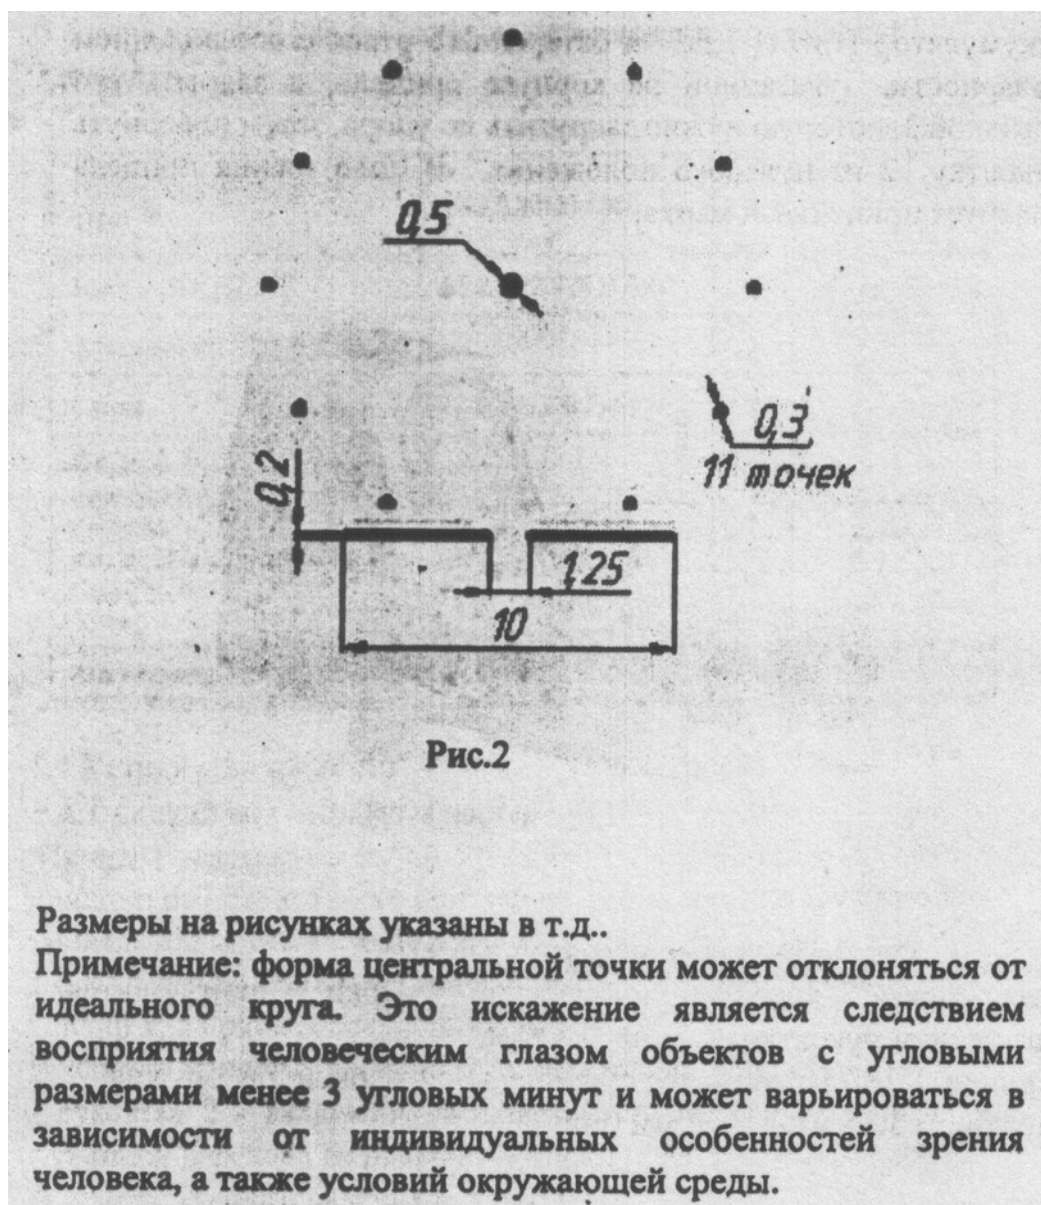 0,5
0,3
11 точек
0,2
1,25
10
Рис.2
Размеры на рисунках указаны в т.д..
Примечание: форма центральной точки может отклоняться от
идеального круга. Это искажение является следствием
восприятия человеческим глазом объектов с угловыми
размерами менее 3 угловых минут и может варьироваться в
зависимости от индивидуальных особенностей зрения
человека, а также условий окружающей среды.